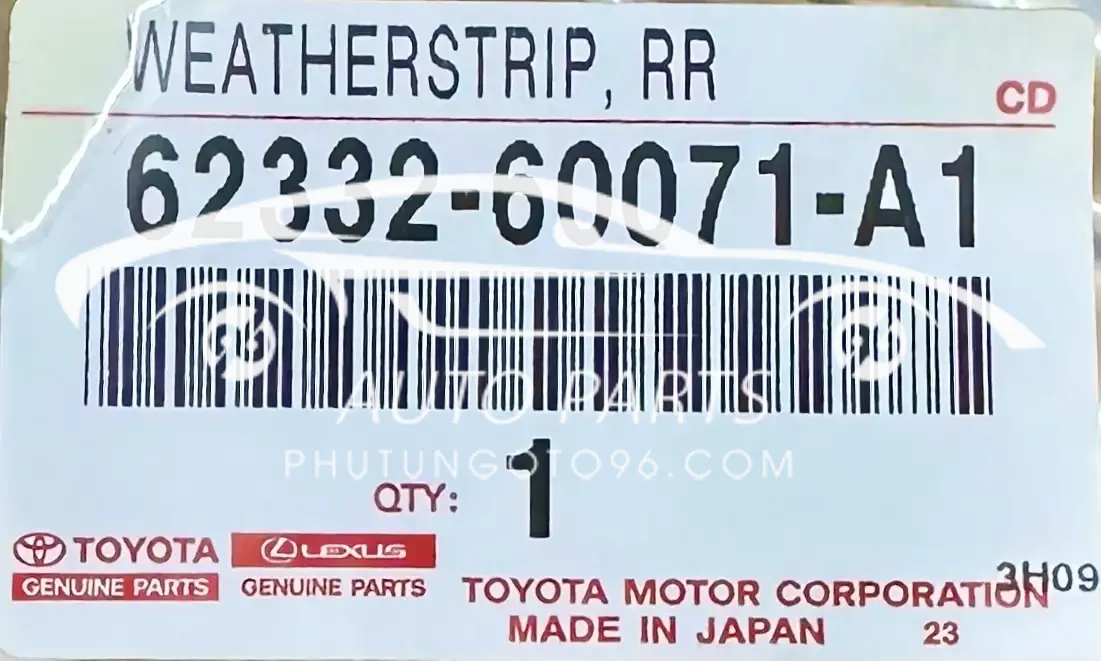 WEATHERSTRIP, RR
CD
62332-60071-A1
AUTO PARTS
PHUTUNGOTO96.COM
QTY: 1
TOYOTA
GENUINE PARTS
LEXUS
GENUINE PARTS
3H09
TOYOTA MOTOR CORPORATION
MADE IN JAPAN 23